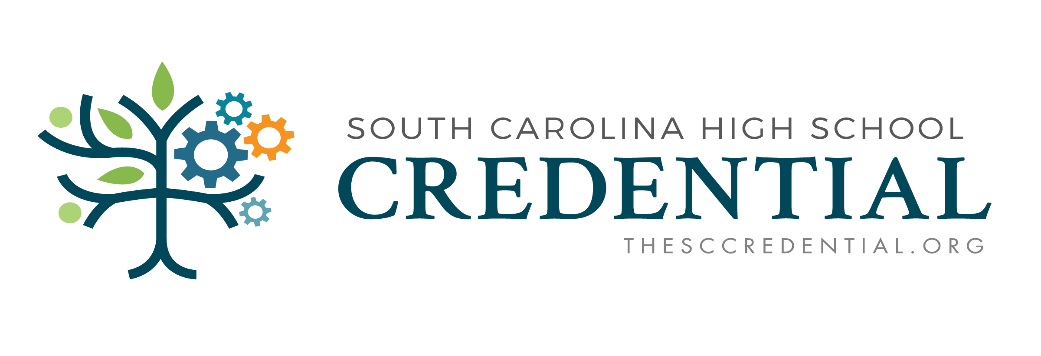 SOUTH CAROLINA HIGH SCHOOL
CREDENTIAL
THESCCREDENTIAL.ORG